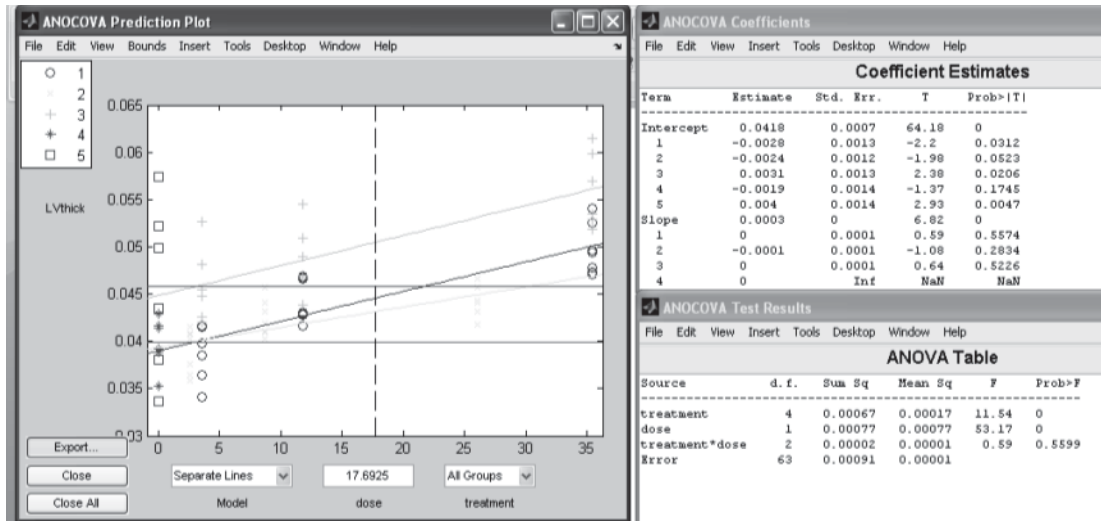 ANOCOVA Prediction Plot
File Edit View Bounds Insert Tools Desktop Window Help
1
2
3
4
5
LVthick
0.065
0.06
0.055
0.05
0.045
0.04
0.035
0.03
0 5 10 15 20 25 30 35
Export...
Close
Close All
Separate Lines
17.6925
All Groups
Model dose treatment
ANOCOVA Coefficients
File Edit View Insert Tools Desktop Window Help
Coefficient Estimates
Term Estimate Std. Err. T Prob>|T|
Intercept 0.0418 0.0007 64.18 0
1 -0.0028 0.0013 -2.2 0.0312
2 -0.0024 0.0012 -1.98 0.0523
3 0.0031 0.0013 2.38 0.0206
4 -0.0019 0.0014 -1.37 0.1745
5 0.004 0.0014 2.93 0.0047
Slope 0.0003 0 6.82 0
1 0 0.0001 0.59 0.5574
2 -0.0001 0.0001 -1.08 0.2834
3 0 0.0001 0.64 0.5226
4 0 Inf NaN NaN
ANOCOVA Test Results
File Edit View Insert Tools Desktop Window Help
ANOVA Table
Source d.f. Sum Sq Mean Sq F Prob>F
treatment 4 0.00067 0.00017 11.54 0
dose 1 0.00077 0.00077 53.17 0
treatment*dose 2 0.00002 0.00001 0.59 0.5599
Error 63 0.00091 0.00001